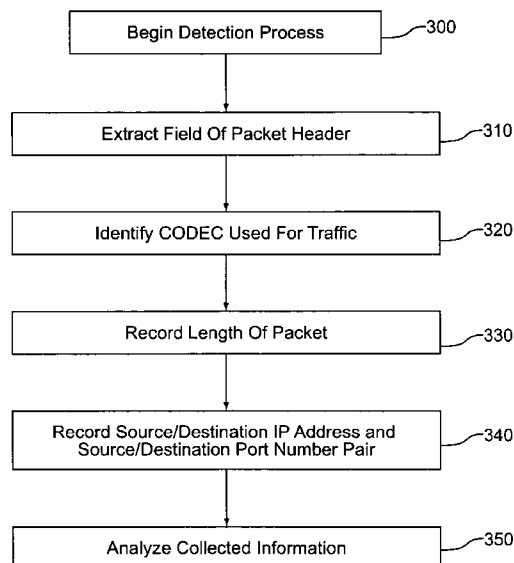 Begin Detection Process
300
Extract Field Of Packet Header
310
Identify CODEC Used For Traffic
320
Record Length Of Packet
330
Record Source/Destination IP Address and
Source/Destination Port Number Pair
340
Analyze Collected Information
350